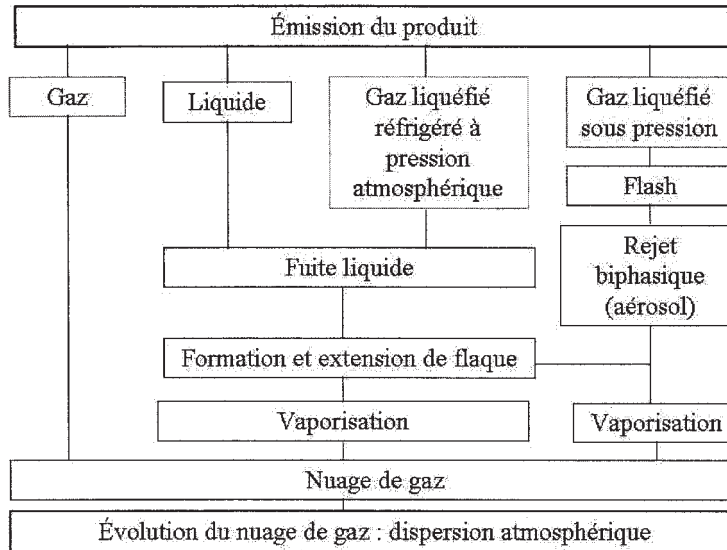 Émission du produit
Gaz
Liquide
Gaz liquéfié
réfrigéré à
pression
atmosphérique
Gaz liquéfié
sous pression
Flash
Rejet
biphasique
(aérosol)
Fuite liquide
Formation et extension de flaque
Vaporisation
Vaporisation
Nuage de gaz
Évolution du nuage de gaz : dispersion atmosphérique